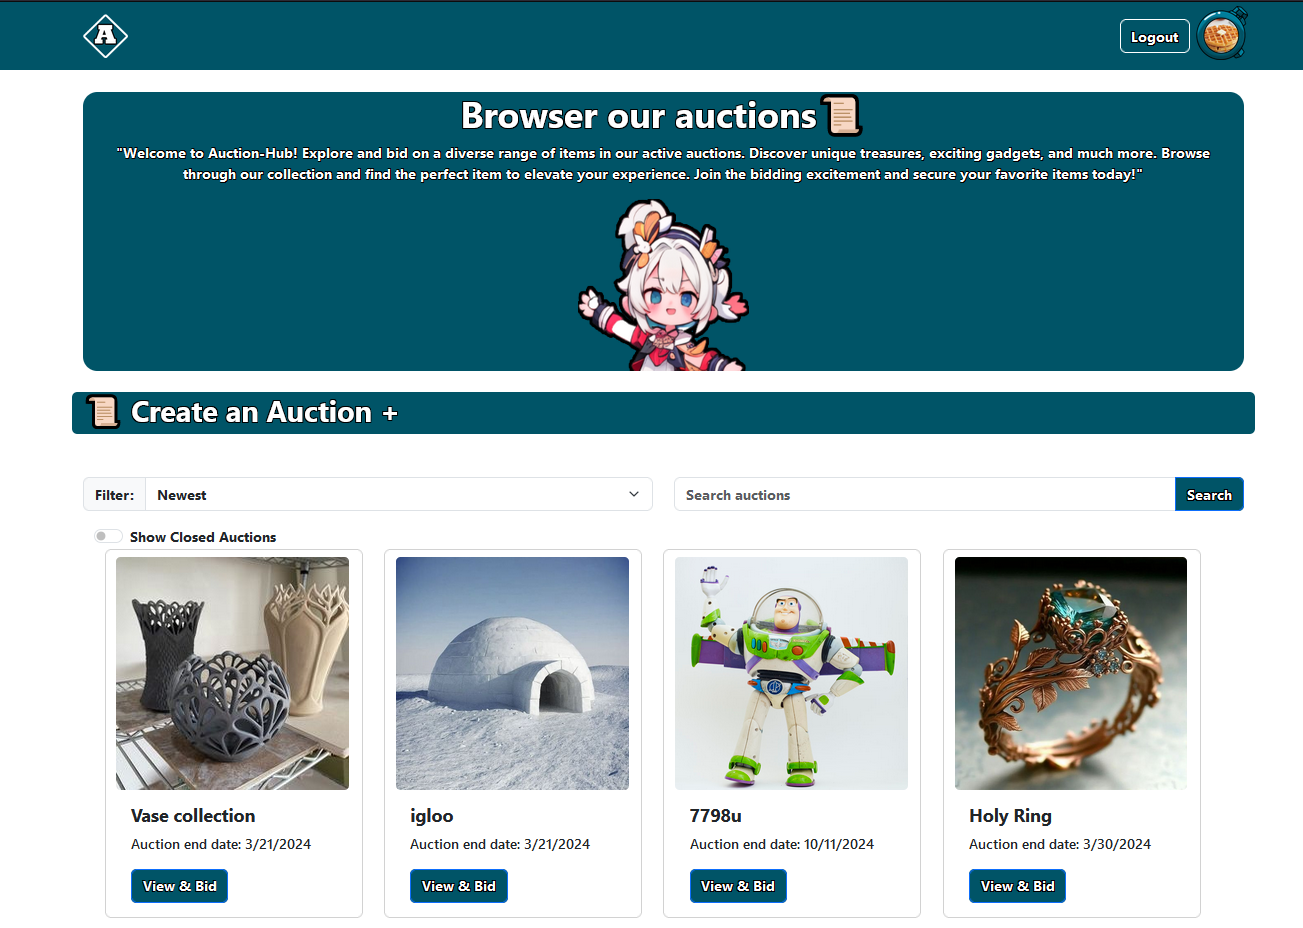 A
Logout
Browser our auctions
"Welcome to Auction-Hub! Explore and bid on a diverse range of items in our active auctions. Discover unique treasures, exciting gadgets, and much more. Browse
through our collection and find the perfect item to elevate your experience. Join the bidding excitement and secure your favorite items today!"
Create an Auction +
Filter: Newest
Search auctions Search
Show Closed Auctions
Vase collection
Auction end date: 3/21/2024
View & Bid
igloo
Auction end date: 3/21/2024
View & Bid
7798u
Auction end date: 10/11/2024
View & Bid
Holy Ring
Auction end date: 3/30/2024
View & Bid